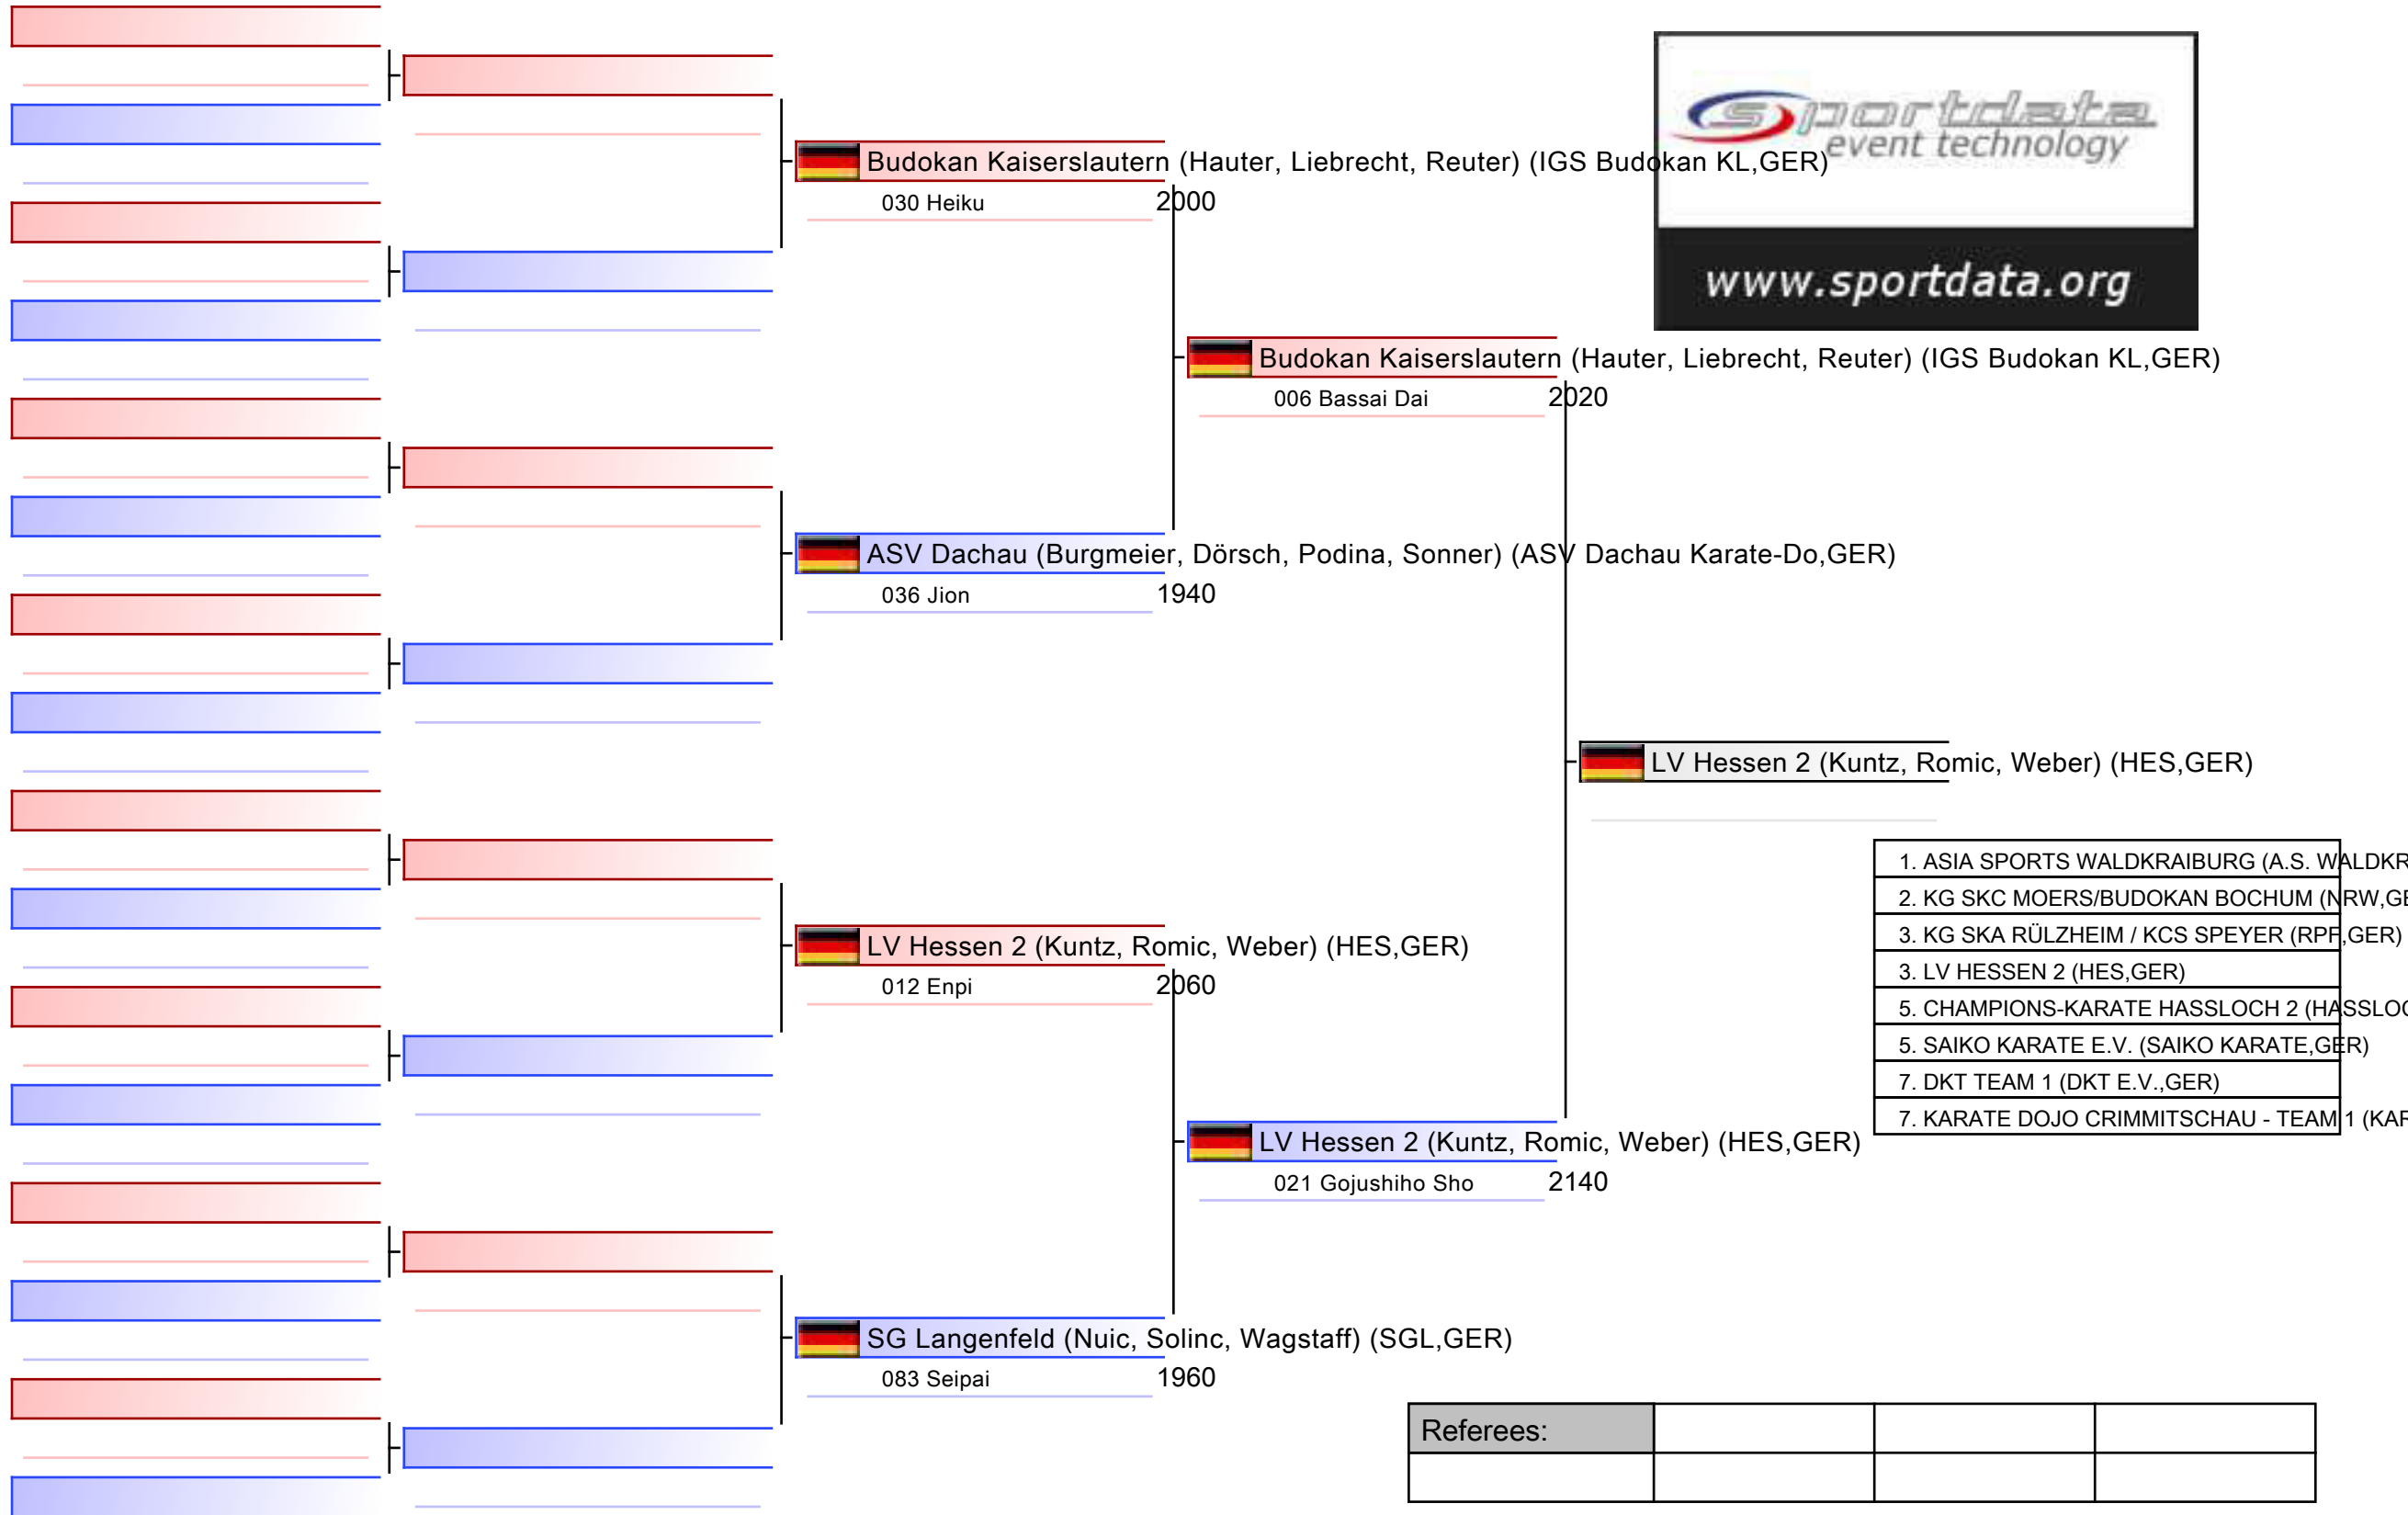 sportdata
event technology
www.sportdata.org
Budokan Kaiserslautern (Hauter, Liebrecht, Reuter) (IGS Budokan KL,GER)
030 Heiku 2000
Budokan Kaiserslautern (Hauter, Liebrecht, Reuter) (IGS Budokan KL,GER)
006 Bassai Dai 2020
ASV Dachau (Burgmeier, Dörsch, Podina, Sonner) (ASV Dachau Karate-Do,GER)
036 Jion 1940
LV Hessen 2 (Kuntz, Romic, Weber) (HES,GER)
1. ASIA SPORTS WALDKRAIBURG (A.S. WALDKR
2. KG SKC MOERS/BUDOKAN BOCHUM (NRW,GE
3. KG SKA RÜLZHEIM / KCS SPEYER (RPF,GER)
3. LV HESSEN 2 (HES,GER)
5. CHAMPIONS-KARATE HASSLOCH 2 (HASSLOC
5. SAIKO KARATE E.V. (SAIKO KARATE,GER)
7. DKT TEAM 1 (DKT E.V.,GER)
7. KARATE DOJO CRIMMITSCHAU - TEAM 1 (KAR
LV Hessen 2 (Kuntz, Romic, Weber) (HES,GER)
012 Enpi 2060
LV Hessen 2 (Kuntz, Romic, Weber) (HES,GER)
021 Gojushiho Sho 2140
SG Langenfeld (Nuic, Solinc, Wagstaff) (SGL,GER)
083 Seipai 1960
Referees: